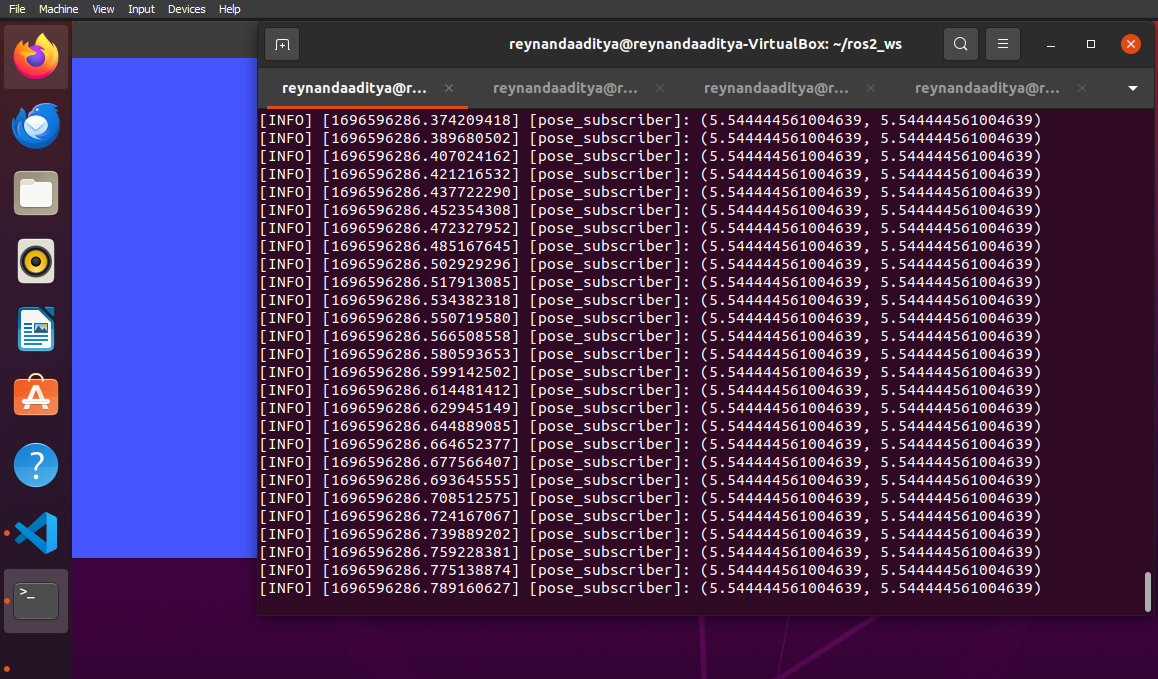 File Machine View Input Devices Help
reynandaaditya@reynandaaditya-VirtualBox: ~/ros2_ws
reynandaaditya@r... reynandaaditya@r... reynandaaditya@r... reynandaaditya@r...
[INFO] [1696596286.374209418] [pose_subscriber]: (5.544444561004639, 5.544444561004639)
[INFO] [1696596286.389680502] [pose_subscriber]: (5.544444561004639, 5.544444561004639)
[INFO] [1696596286.407024162] [pose_subscriber]: (5.544444561004639, 5.544444561004639)
[INFO] [1696596286.421216532] [pose_subscriber]: (5.544444561004639, 5.544444561004639)
[INFO] [1696596286.437722290] [pose_subscriber]: (5.544444561004639, 5.544444561004639)
[INFO] [1696596286.452354308] [pose_subscriber]: (5.544444561004639, 5.544444561004639)
[INFO] [1696596286.472327952] [pose_subscriber]: (5.544444561004639, 5.544444561004639)
[INFO] [1696596286.485167645] [pose_subscriber]: (5.544444561004639, 5.544444561004639)
[INFO] [1696596286.502929296] [pose_subscriber]: (5.544444561004639, 5.544444561004639)
[INFO] [1696596286.517913085] [pose_subscriber]: (5.544444561004639, 5.544444561004639)
[INFO] [1696596286.534382318] [pose_subscriber]: (5.544444561004639, 5.544444561004639)
[INFO] [1696596286.550719580] [pose_subscriber]: (5.544444561004639, 5.544444561004639)
[INFO] [1696596286.566508558] [pose_subscriber]: (5.544444561004639, 5.544444561004639)
[INFO] [1696596286.580593653] [pose_subscriber]: (5.544444561004639, 5.544444561004639)
[INFO] [1696596286.599142502] [pose_subscriber]: (5.544444561004639, 5.544444561004639)
[INFO] [1696596286.614481412] [pose_subscriber]: (5.544444561004639, 5.544444561004639)
[INFO] [1696596286.629945149] [pose_subscriber]: (5.544444561004639, 5.544444561004639)
[INFO] [1696596286.644889085] [pose_subscriber]: (5.544444561004639, 5.544444561004639)
[INFO] [1696596286.664652377] [pose_subscriber]: (5.544444561004639, 5.544444561004639)
[INFO] [1696596286.677566407] [pose_subscriber]: (5.544444561004639, 5.544444561004639)
[INFO] [1696596286.693645555] [pose_subscriber]: (5.544444561004639, 5.544444561004639)
[INFO] [1696596286.708512575] [pose_subscriber]: (5.544444561004639, 5.544444561004639)
[INFO] [1696596286.724167067] [pose_subscriber]: (5.544444561004639, 5.544444561004639)
[INFO] [1696596286.739889202] [pose_subscriber]: (5.544444561004639, 5.544444561004639)
[INFO] [1696596286.759228381] [pose_subscriber]: (5.544444561004639, 5.544444561004639)
[INFO] [1696596286.775138874] [pose_subscriber]: (5.544444561004639, 5.544444561004639)
[INFO] [1696596286.789160627] [pose_subscriber]: (5.544444561004639, 5.544444561004639)